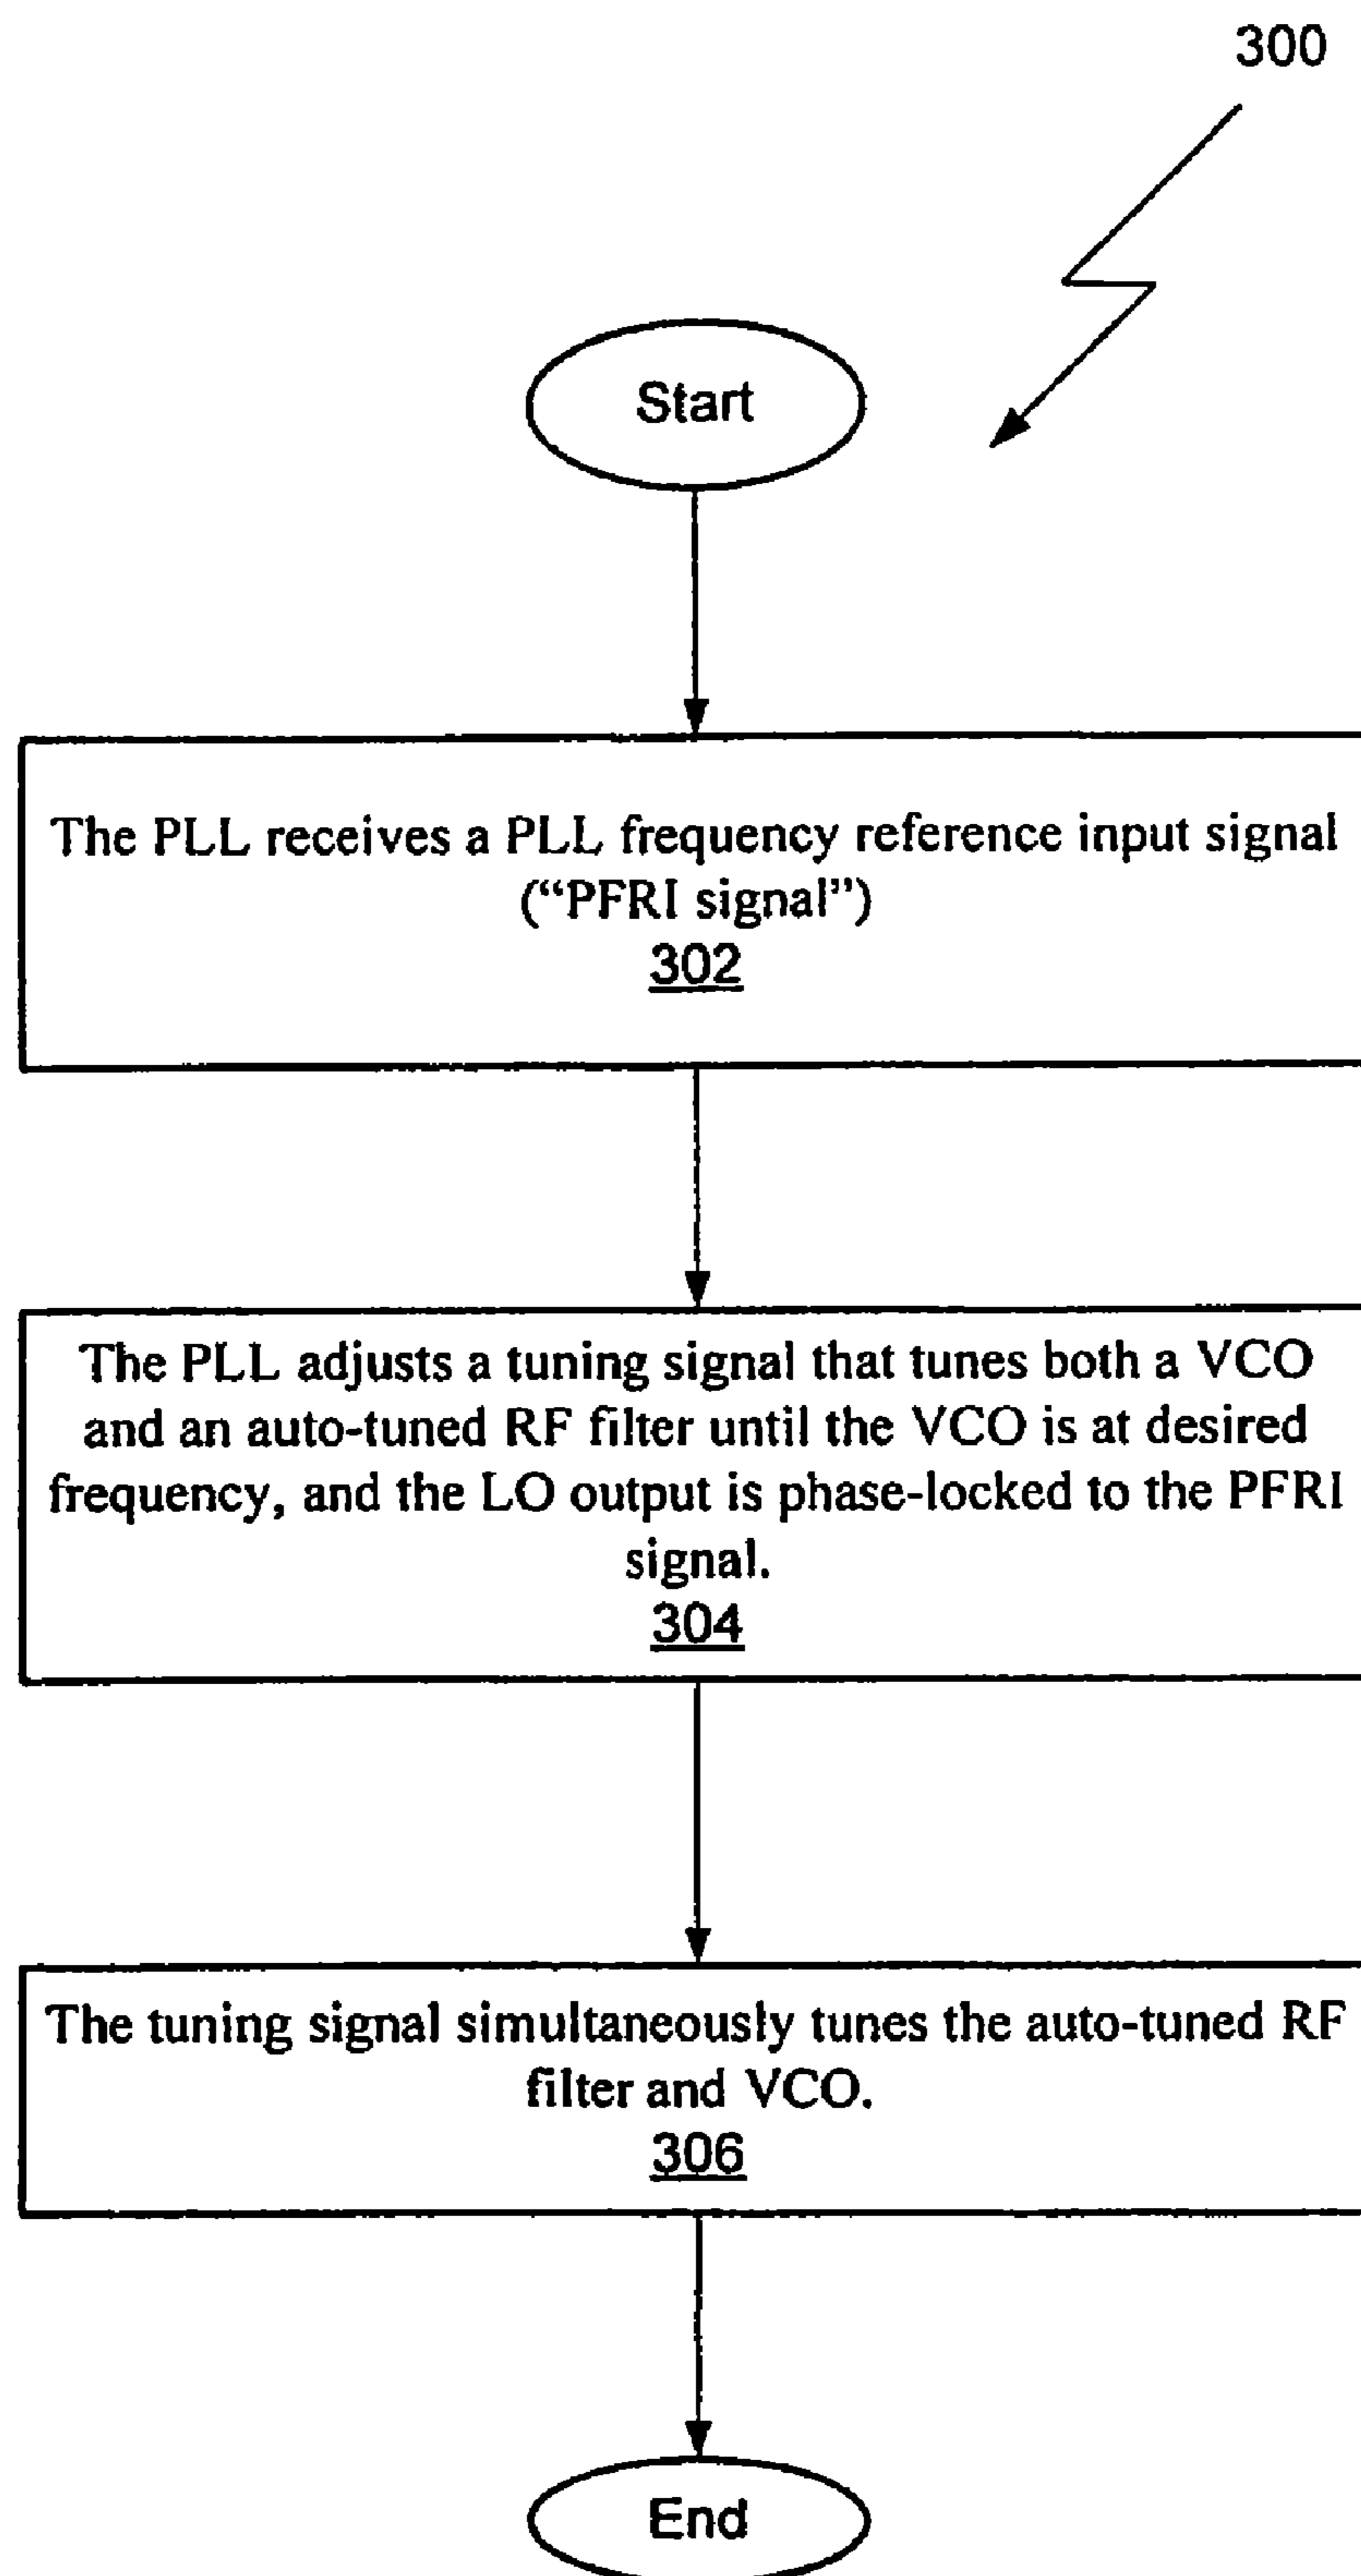 300
Start
The PLL receives a PLL frequency reference input signal
(“PFRI signal”)
302
The PLL adjusts a tuning signal that tunes both a VCO
and an auto-tuned RF filter until the VCO is at desired
frequency, and the LO output is phase-locked to the PFRI
signal.
304
The tuning signal simultaneously tunes the auto-tuned RF
filter and VCO.
306
End